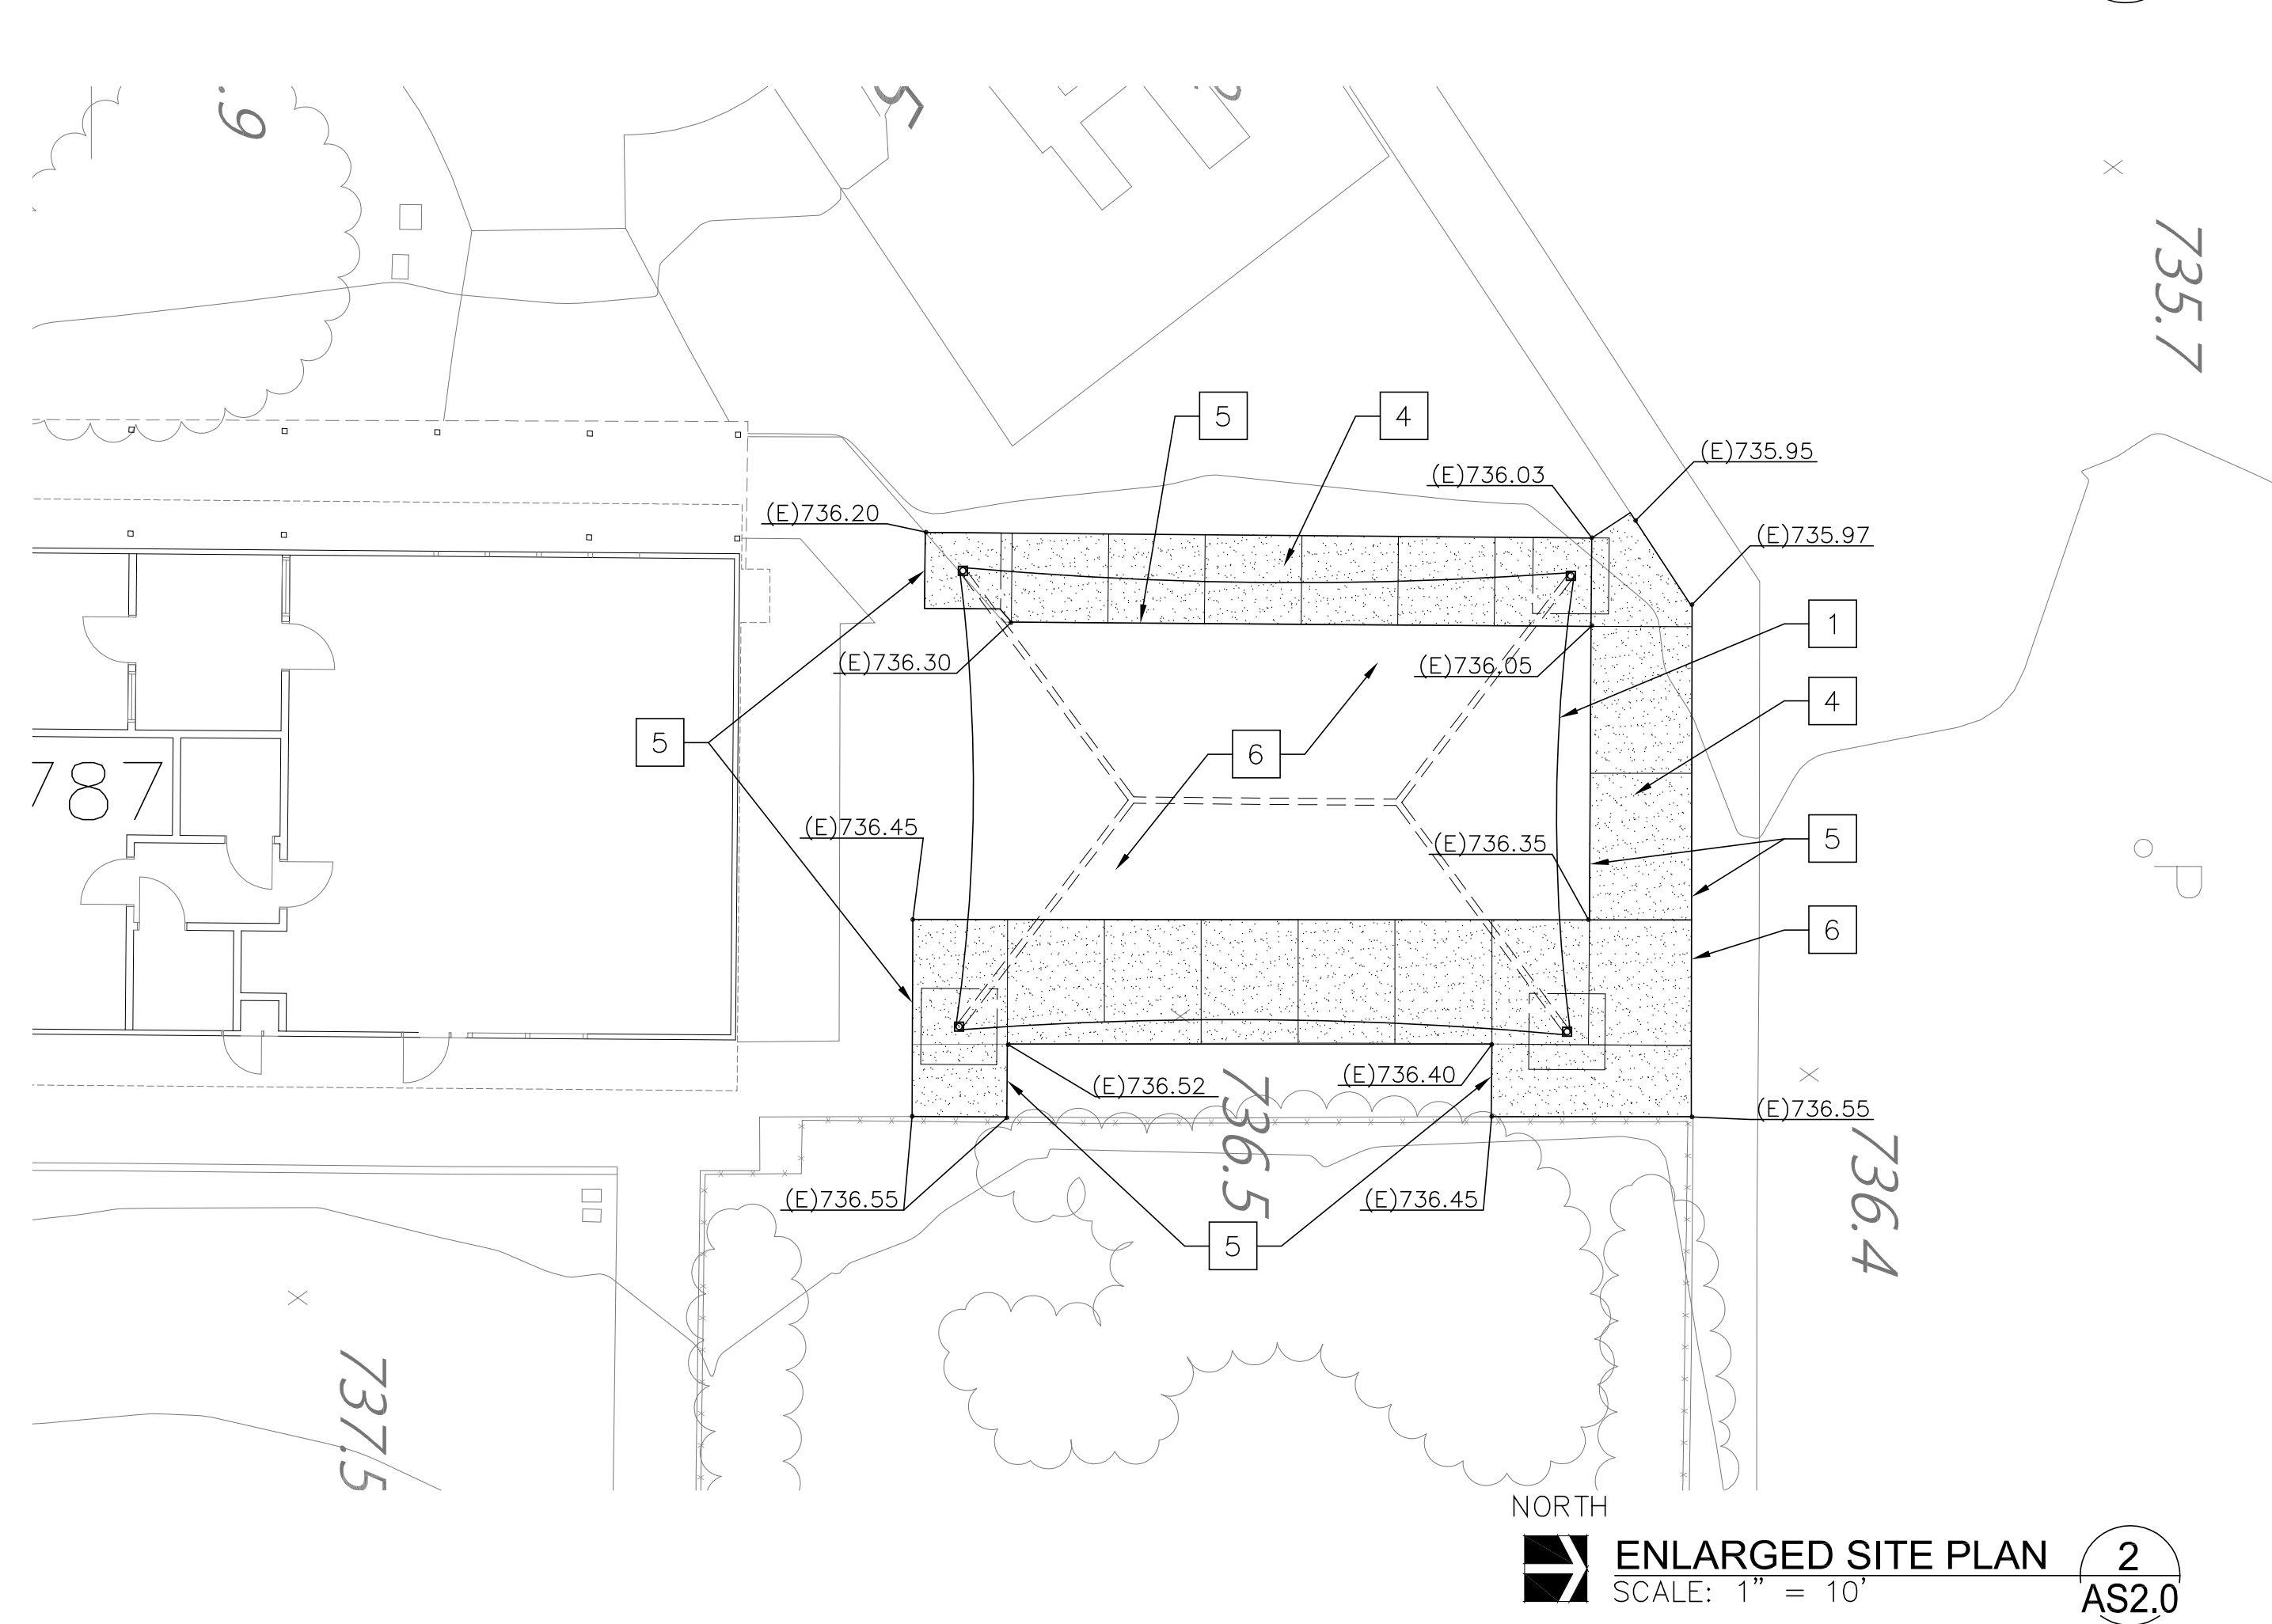 .9
5
735.7
5
4
(E)735.95
(E)736.03
(E)736.20
(E)735.97
1
(E)736.30
(E)736.05
4
5
6
787
(E)736.45
(E)736.35
5
6
P
(E)736.52
(E)736.40
736.5
(E)736.55
736.4
(E)736.55
(E)736.45
5
737.5
NORTH
ENLARGED SITE PLAN
SCALE: 1" = 10'
2
AS2.0